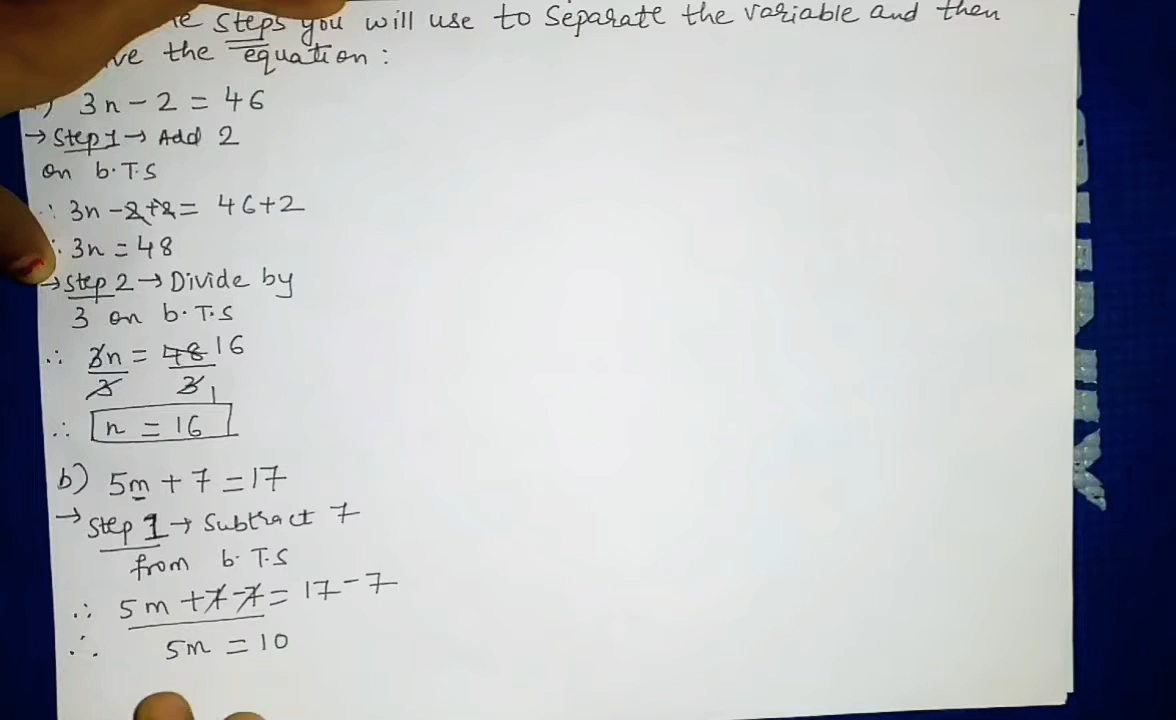 steps you will use to separate the variable and then
the equation :
3n - 2 = 46
→ Step 1 → Add 2
on b.T.S
∴ 3n - 2 + 2 = 46 + 2
∴ 3n = 48
→ Step 2 → Divide by
3 on b.T.S
∴ 3n/3 = 48/3 16 1
∴ n = 16
b) 5m + 7 = 17
→ Step 1 → Subtract 7
from b.T.S
∴ 5m + 7 - 7 = 17 - 7
∴ 5m = 10